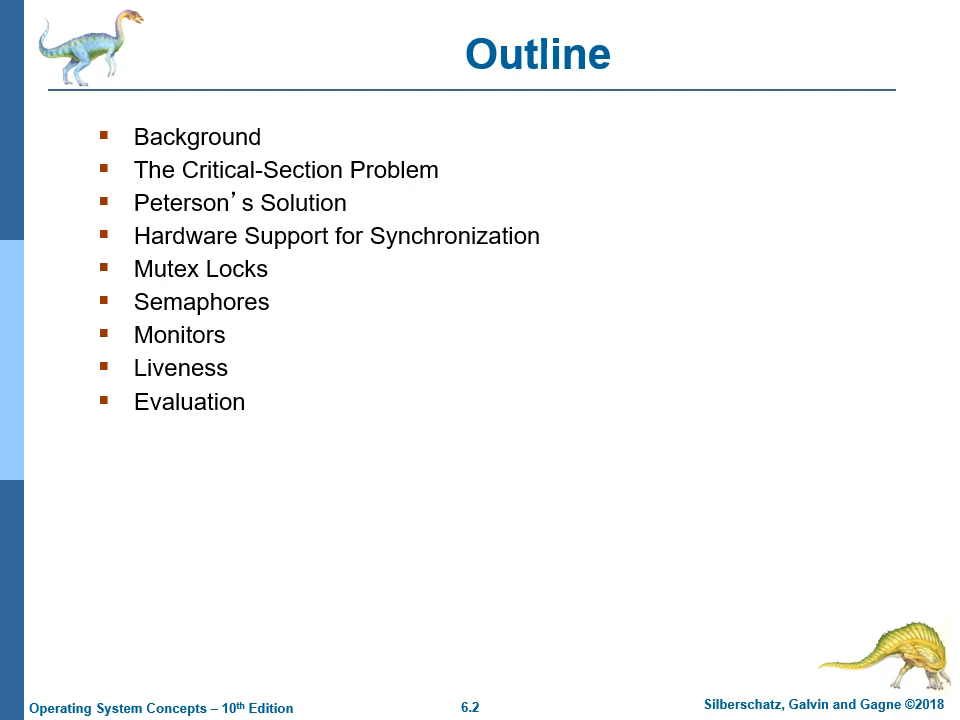 Outline
Background
The Critical-Section Problem
Peterson’s Solution
Hardware Support for Synchronization
Mutex Locks
Semaphores
Monitors
Liveness
Evaluation
Operating System Concepts – 10th Edition
6.2
Silberschatz, Galvin and Gagne ©2018